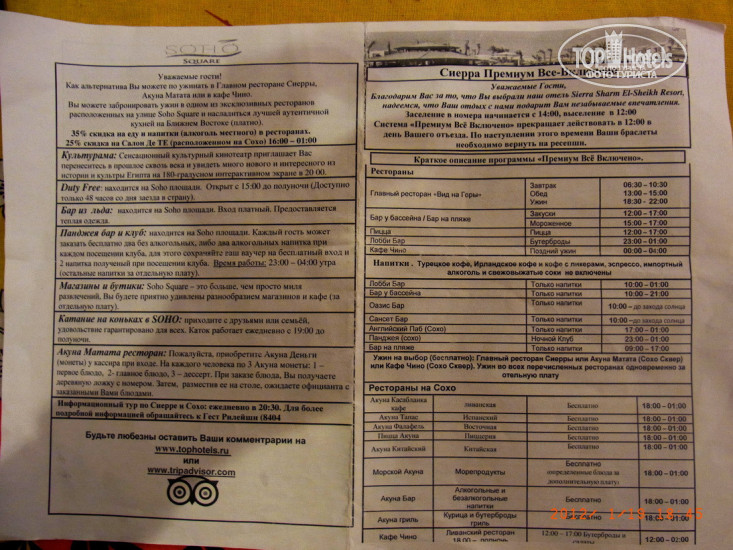 SOHO
SQUARE
Уважаемые гости!
Как альтернатива Вы можете поужинать в Главном ресторане Сиерры,
Акуна Матата или в кафе Чино.
Вы можете забронировать ужин в одном из эксклюзивных ресторанов
расположенных на улице Soho Square и насладиться лучшей аутентичной
кухней на Ближнем Востоке (платно).
35% скидка на еду и напитки (алкоголь местного) в ресторанах.
25% скидка на Салон Де ТЕ (расположенном на Сохо) 16:00 – 01:00
Культурама: Сенсационный культурный кинотеатр приглашает Вас
перенеситесь в прошлое сквозь века и увидеть много нового и интересного из
истории и культры Египта на 180-градусном интерактивном экране в 20 00.
Duty Free: находится на Soho площади. Открыт с 15:00 до полуночи (Доступно
только 48 часов со дня заезда в страну).
Бар из льда: находится на Soho площади. Вход платный. Предоставляется
теплая одежда.
Панджея бар и клуб: находится на Soho площади. Каждый гость может
заказать бесплатно два без алкогольных, либо два алкогольных напитка при
каждом посещении клуба, для этого сохраняйте ваш ваучер на бесплатный вход и
2 напитка полученый при посещении клуба. Время работы: 23:00 – 04:00 утра
(остальные напитки за отдельную плату).
Магазины и бутики: Soho Square – это больше, чем просто миля
развлечений, Вы будете приятно удивлены разнообразием магазинов и кафе (за
отдельную плату).
Катание на коньках в SOHO: приходите с друзьями или семьёй,
удовольствие гарантировано для всех. Каток работает ежедневно с 19:00 до
полуночи.
Акуна Матата ресторан: Пожалуйста, приобретите Акуна Деньги
(монеты) у кассира при входе. На каждого человека по 3 Акуна монеты: 1 –
первое блюдо, 2- главное блюдо, 3 – дессерт. При заказе блюда, Вы получаете
деревяную ложку с номером. Затем, разместив ее на столе, ожидаете официанта с
заказанными Вами блюдами.
Информационный тур по Сиерре и Сохо: ежедневно в 20:30. Для более
подробной информацией обращайтесь к Гест Рилейшн (8404
Будьте любезны оставить Ваши комментрарии на
www.tophotels.ru
или
www.tripadvisor.com
TOPHotels
ФОТО ТУРИСТА
Сиерра Премиум Все-Включено
Уважаемые Гости,
Благодарим Вас за то, что Вы выбрали наш отель Sierra Sharm El-Sheikh Resort,
надеемся, что Ваш отдых с нами подарит Вам незабываемые впечатления.
Заселение в номера начинается с 14:00, выселение в 12:00
Система «Премиум Всё Включено» прекращает действовать в 12:00 в
день Вашего отъезда. По наступления этого времени Ваши браслеты
необходимо вернуть на ресепшн.
Краткое описание программы «Премиум Всё Включено».
Рестораны
Главный ресторан «Вид на Горы» Завтрак 06:30 – 10:30
Обед 13:00 – 15:00
Ужин 18:30 – 22:00
Бар у бассейна / Бар на пляже Закуски 12:00 – 17:00
Мороженное 15:00 – 17:00
Пицца Пицца 12:00 – 17:00
Лобби Бар Бутерброды 23:00 – 01:00
Кафе Чино Поздний ужин 00:00 – 04:00
Напитки . Турецкое кофе, Ирландское кофе и кофе с ликерами, эспрессо, импортный
алкоголь и свежевыжатые соки не включены
Лобби Бар Только напитки 10:00 – 01:00
Бар у бассейна Только напитки 10:00 - 21:00
Оазис Бар Только напитки 10:00 - до захода солнца
Сансет Бар Только напитки 10:00 –до захода солнца
Английский Паб (Сохо) Только напитки 17:00 – 01:00
Панджея (сохо) Ночной Клуб 23:00 – 01:00
Бар на пляже Только напитки 09:00 – 17:00
Ужин на выбор (бесплатно): Главный ресторан Сиерры или Акуна Матата (Сохо Сквер)
или Кафе Чино (Сохо Сквер). Ужин во всех перечисленных ресторанах одновременно за
отельную плату
Рестораны на Сохо
Акуна Касабланка кафе ливанская Бесплатно 18:00 – 01:00
Акуна Тапас Испанский Бесплатно 18:00 – 01:00
Акуна Фалафель Восточная Бесплатно 18:00 – 01:00
Пицца Акуна Пиццерия Бесплатно 18:00 – 01:00
Акуна Китайский Китайская Бесплатно 18:00 – 01:00
Морской Акуна Морепродукты Бесплатно
определенные блюда за
дополнительную плату. 18:00 – 01:00
Акуна Бар Алкогольные и
безалкогольные
напитки Бесплатно 18:00 – 01:00
Акуна гриль Курица и бутерброды
гриль Бесплатно 18:00 – 01:00
Кафе Чино Ливанский ресторан 12:00 – 17:00 Бутерброды и 12:00 – 02:00